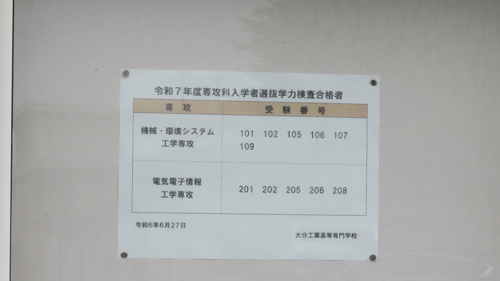 令和７年度専攻科入学者選抜学力検査合格者
専 攻 受 験 番 号
機械・環境システム
工学専攻
101 102 105 106 107
109
電気電子情報
工学専攻
201 202 205 206 208
令和6年6月27日
大分工業高等専門学校